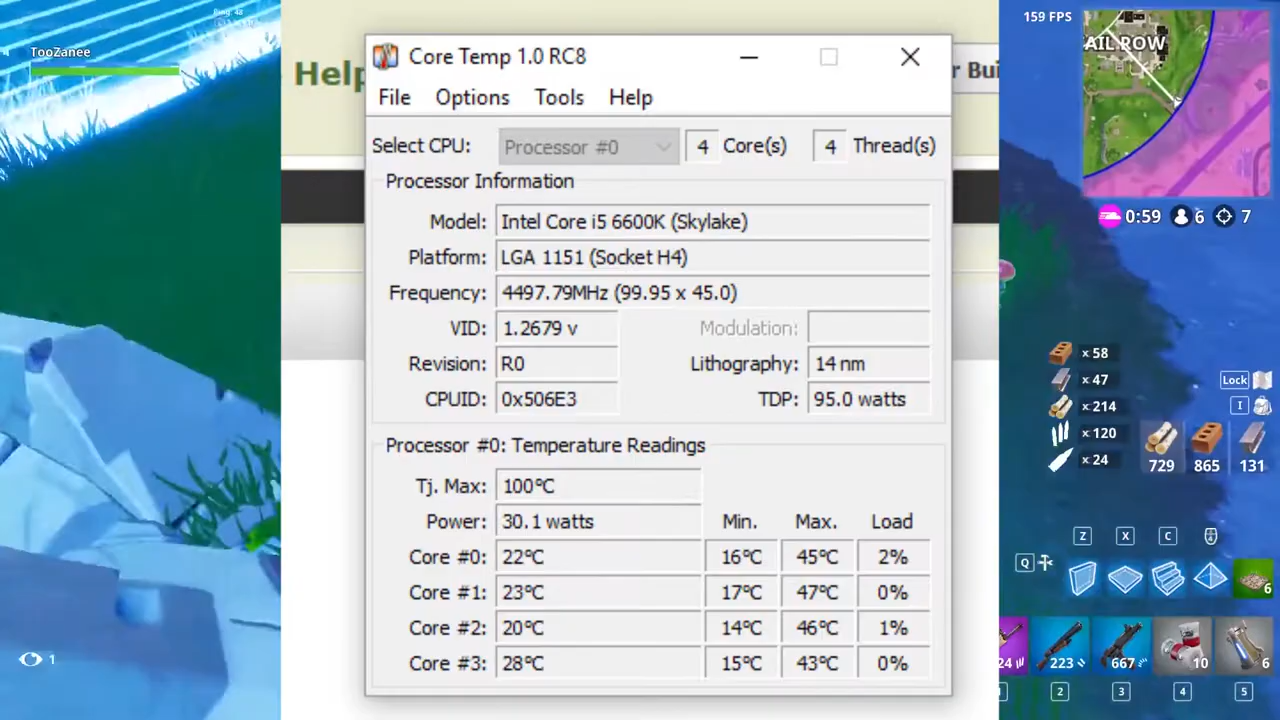 Ping: 48
TooZanee
Help
r Bui
Core Temp 1.0 RC8
File Options Tools Help
Select CPU: Processor #0 4 Core(s) 4 Thread(s)
Processor Information
Model: Intel Core i5 6600K (Skylake)
Platform: LGA 1151 (Socket H4)
Frequency: 4497.79MHz (99.95 x 45.0)
VID: 1.2679 v Modulation:
Revision: R0 Lithography: 14 nm
CPUID: 0x506E3 TDP: 95.0 watts
Processor #0: Temperature Readings
Tj. Max: 100°C
Power: 30.1 watts Min. Max. Load
Core #0: 22°C 16°C 45°C 2%
Core #1: 23°C 17°C 47°C 0%
Core #2: 20°C 14°C 46°C 1%
Core #3: 28°C 15°C 43°C 0%
1
159 FPS
AIL ROW
0:59 6 7
x 58
x 47
x 214
x 120
x 24
Lock
I
729 865 131
Z X C
Q
6
24 223 667 10 6
1 2 3 4 5